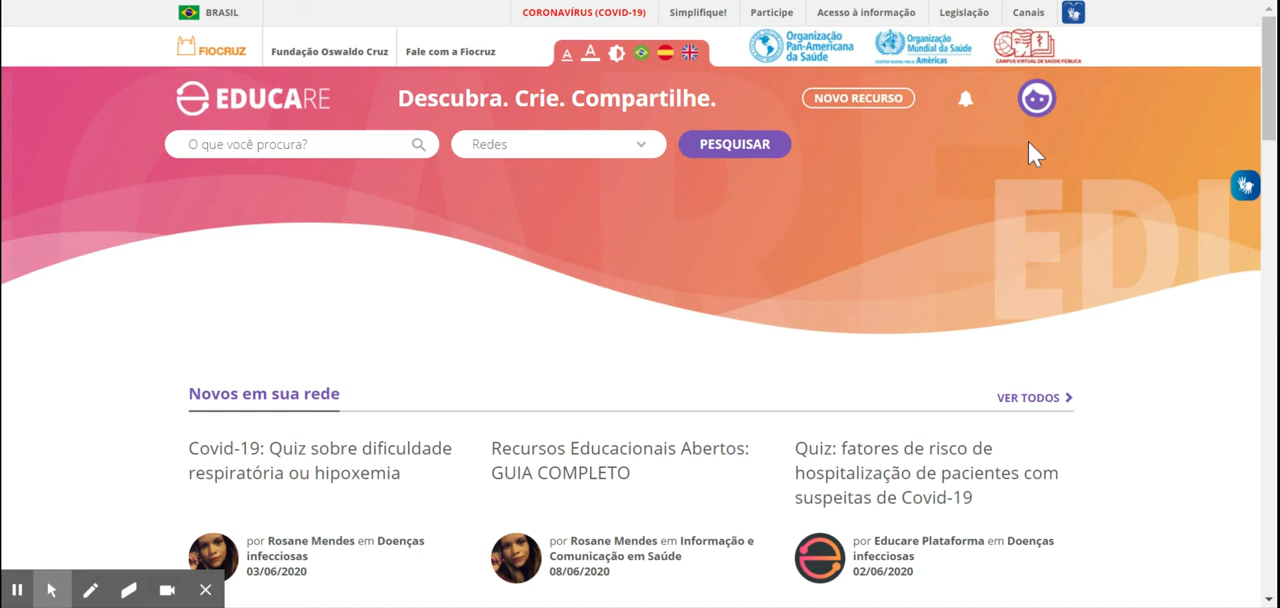 BRASIL
CORONAVÍRUS (COVID-19)
Simplifique!
Participe
Acesso à informação
Legislação
Canais
FIOCRUZ
Fundação Oswaldo Cruz
Fale com a Fiocruz
A A
Organização
Pan-Americana
da Saúde
Organização
Mundial da Saúde
Américas
CAMPUS VIRTUAL DE SAÚDE PÚBLICA
EDUCARE
Descubra. Crie. Compartilhe.
NOVO RECURSO
O que você procura?
Redes
PESQUISAR
EDU
Novos em sua rede
VER TODOS
Covid-19: Quiz sobre dificuldade
respiratória ou hipoxemia
por Rosane Mendes em Doenças
infecciosas
03/06/2020
Recursos Educacionais Abertos:
GUIA COMPLETO
por Rosane Mendes em Informação e
Comunicação em Saúde
08/06/2020
Quiz: fatores de risco de
hospitalização de pacientes com
suspeitas de Covid-19
por Educare Plataforma em Doenças
infecciosas
02/06/2020